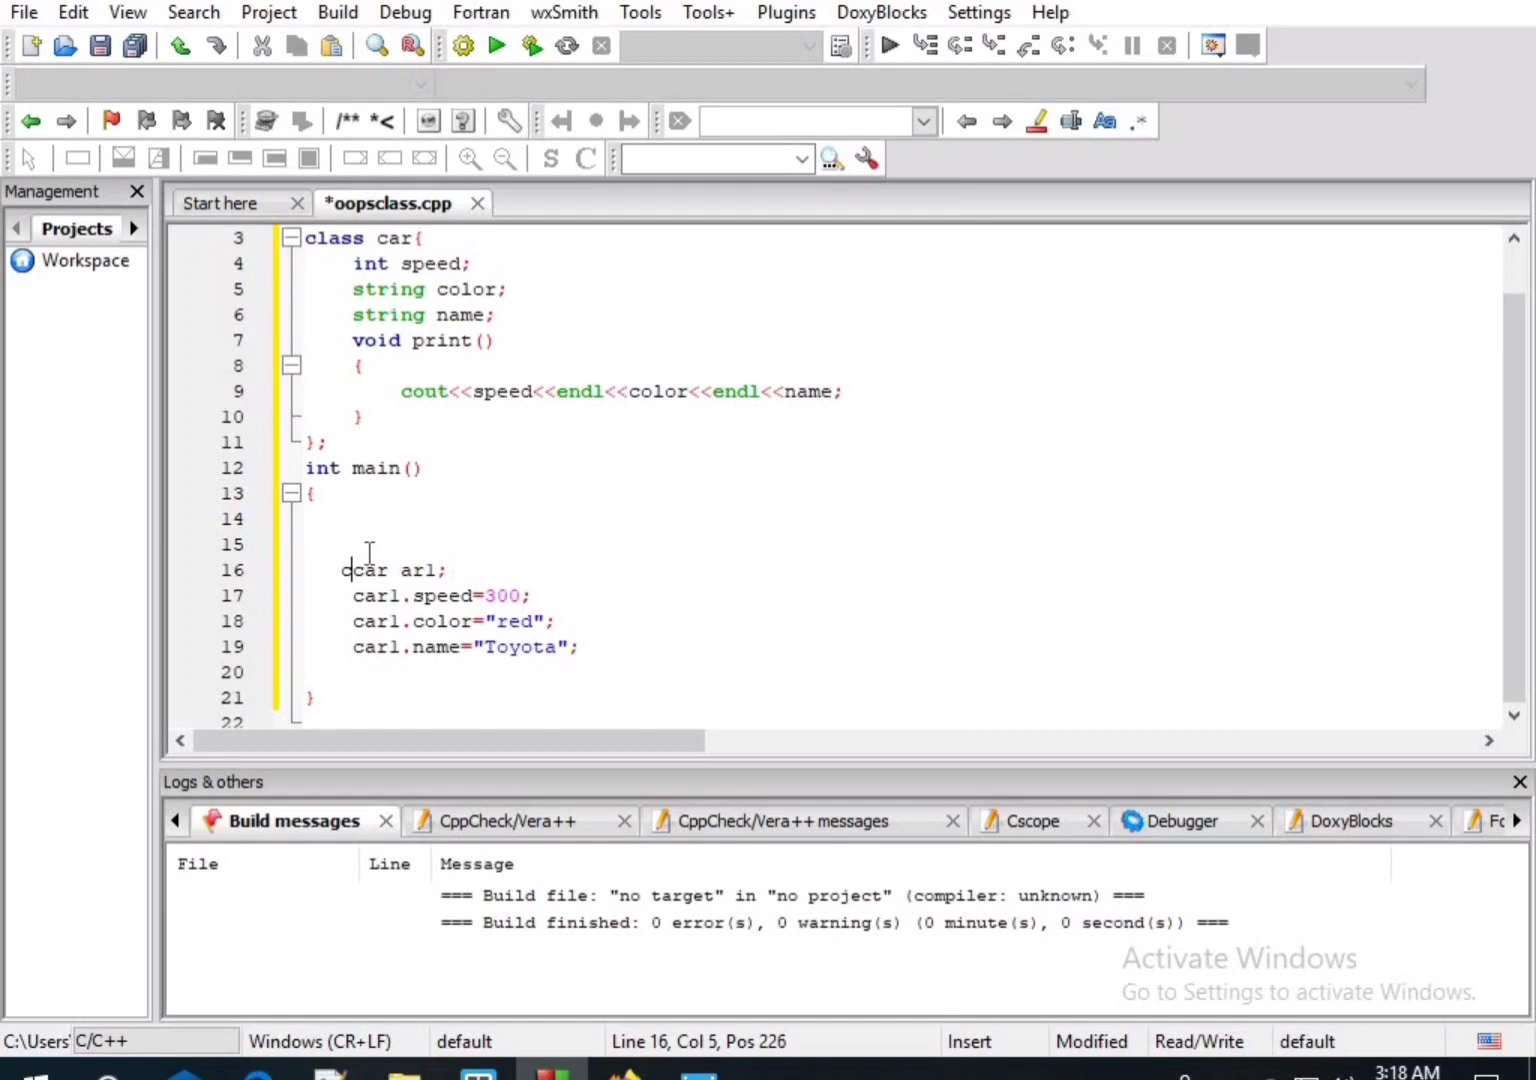 File Edit View Search Project Build Debug Fortran wxSmith Tools Tools+ Plugins DoxyBlocks Settings Help
/** *<
S C
Management
Start here *oopsclass.cpp
Projects
Workspace
3 class car{
4 int speed;
5 string color;
6 string name;
7 void print()
8 {
9 cout<<speed<<endl<<color<<endl<<name;
10 }
11 };
12 int main()
13 {
14
15
16 ccar ar1;
17 car1.speed=300;
18 car1.color="red";
19 car1.name="Toyota";
20
21 }
22
Logs & others
Build messages CppCheck/Vera++ CppCheck/Vera++ messages Cscope Debugger DoxyBlocks Fo
File Line Message
=== Build file: "no target" in "no project" (compiler: unknown) ===
=== Build finished: 0 error(s), 0 warning(s) (0 minute(s), 0 second(s)) ===
Activate Windows
Go to Settings to activate Windows.
C:\Users' C/C++ Windows (CR+LF) default Line 16, Col 5, Pos 226 Insert Modified Read/Write default
3:18 AM